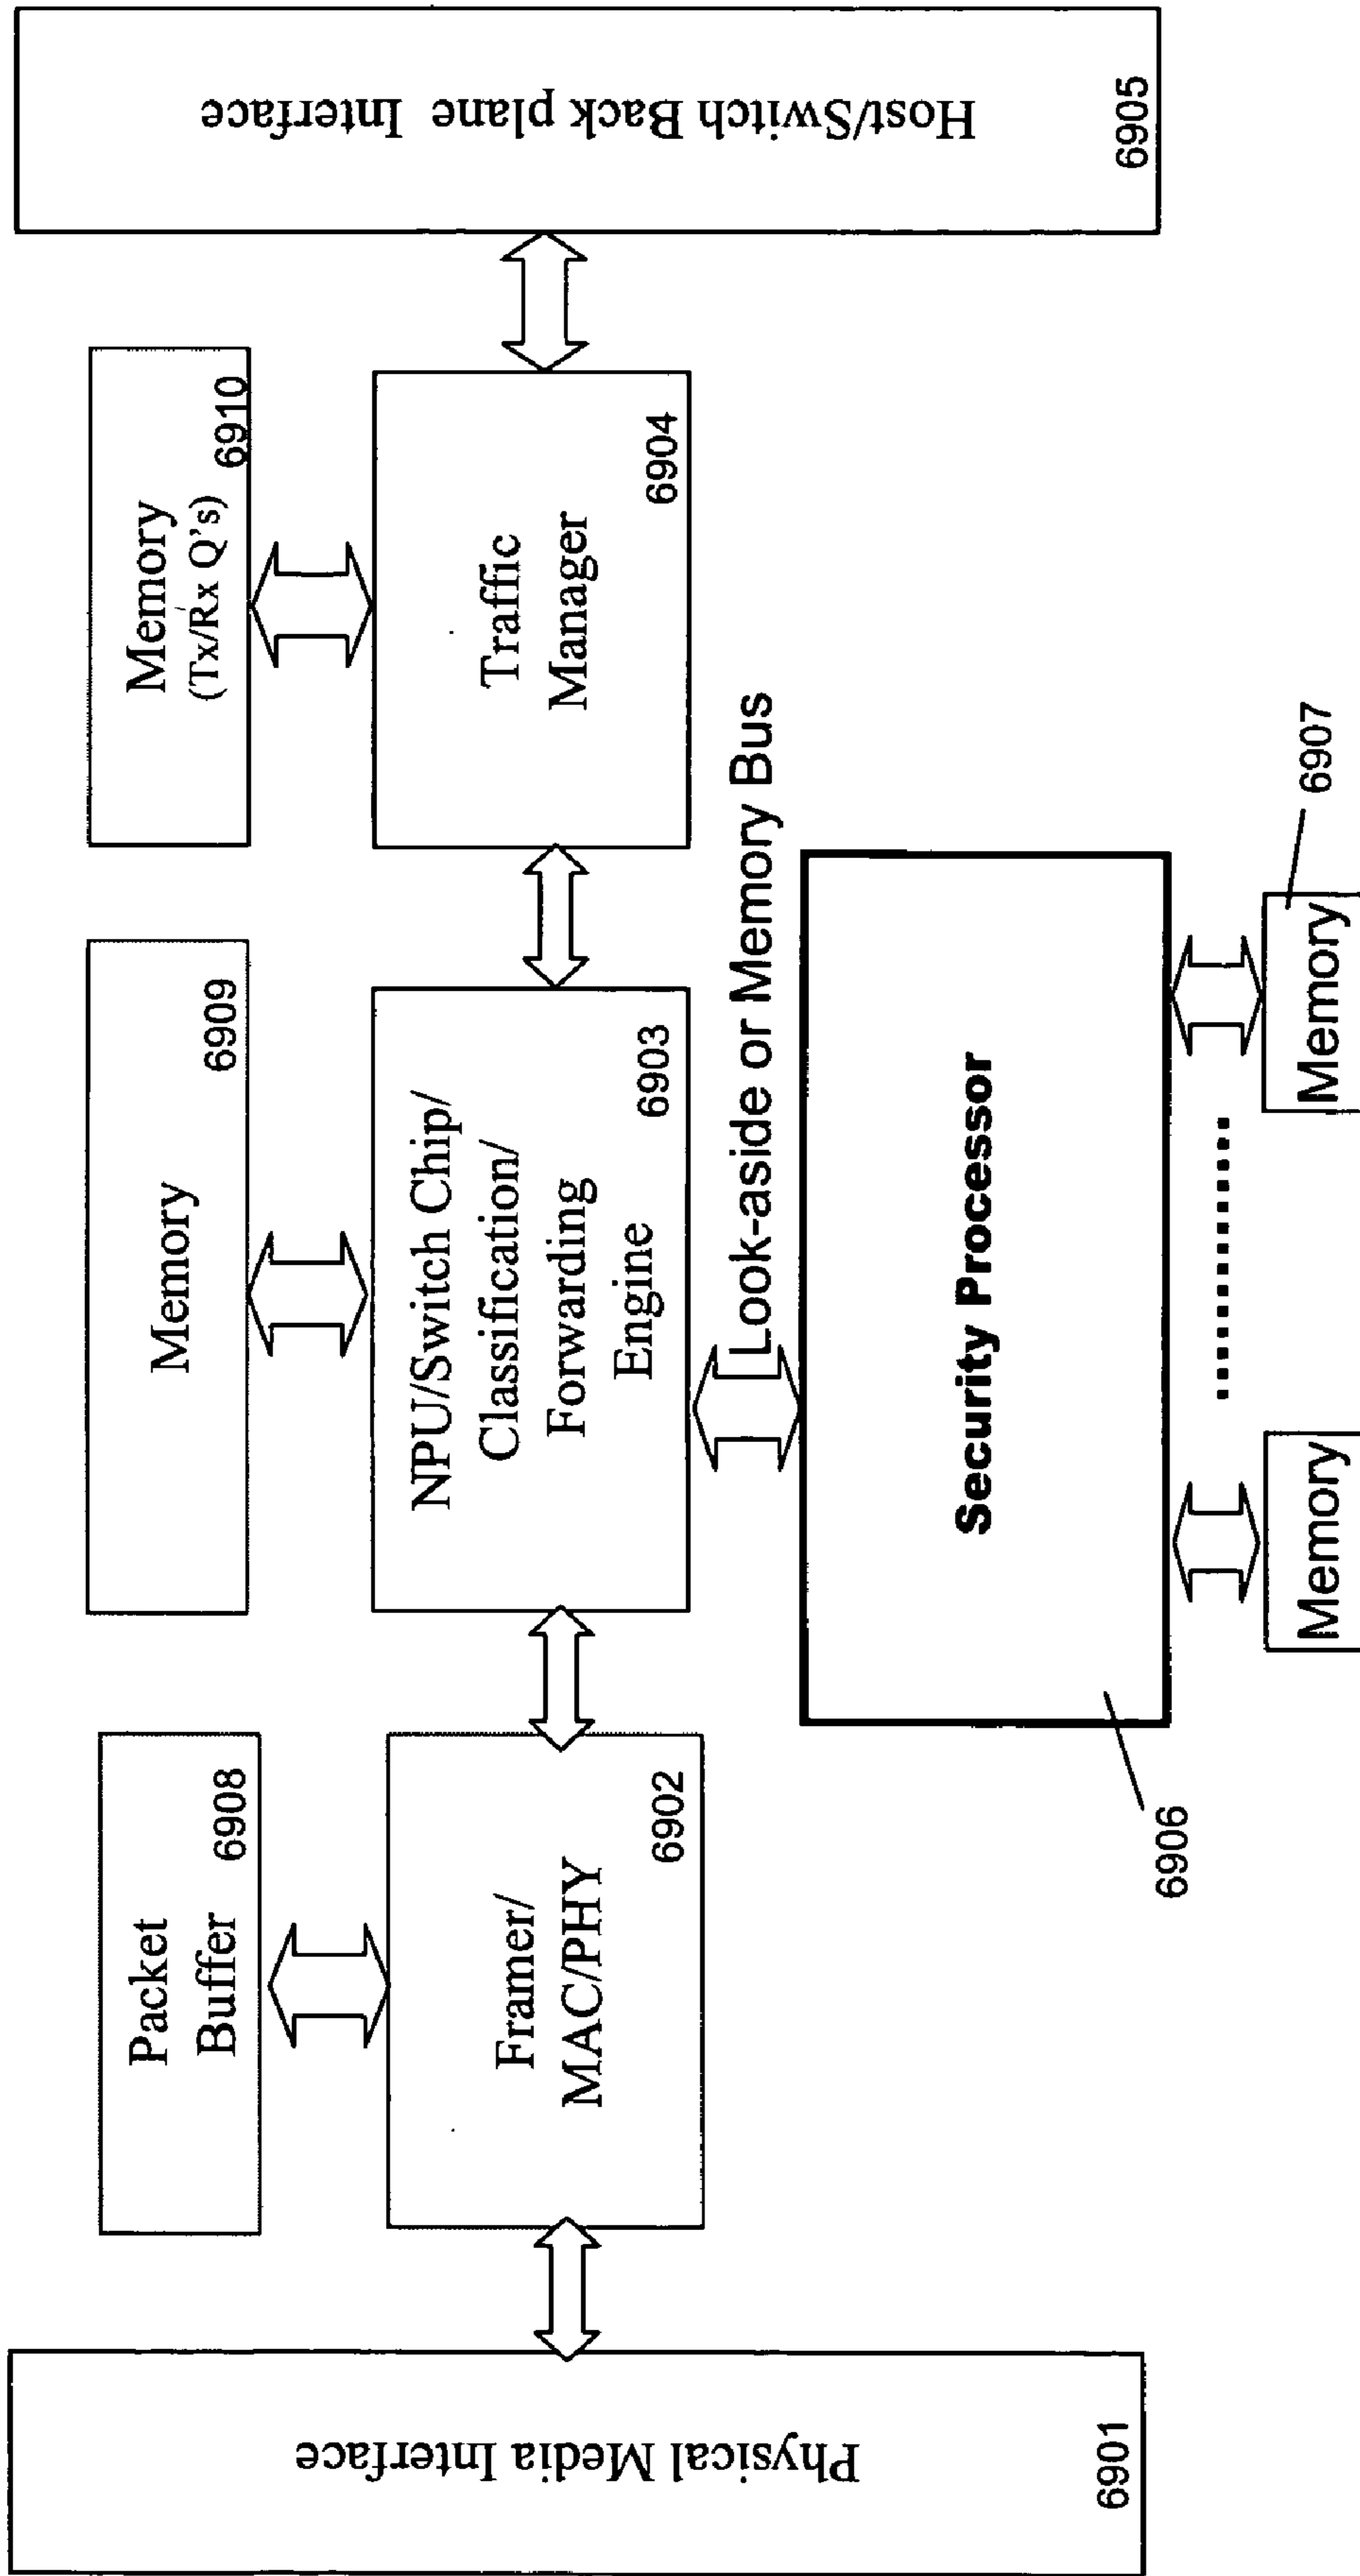 Physical Media Interface
6901
Packet
Buffer
6908
Framer/
MAC/PHY
6902
Memory
6909
NPU/Switch Chip/
Classification/
Forwarding
Engine
6903
Memory
(Tx/Rx Q's)
6910
Traffic
Manager
6904
Host/Switch Back plane Interface
6905
Look-aside or Memory Bus
Security Processor
6906
Memory
Memory
6907